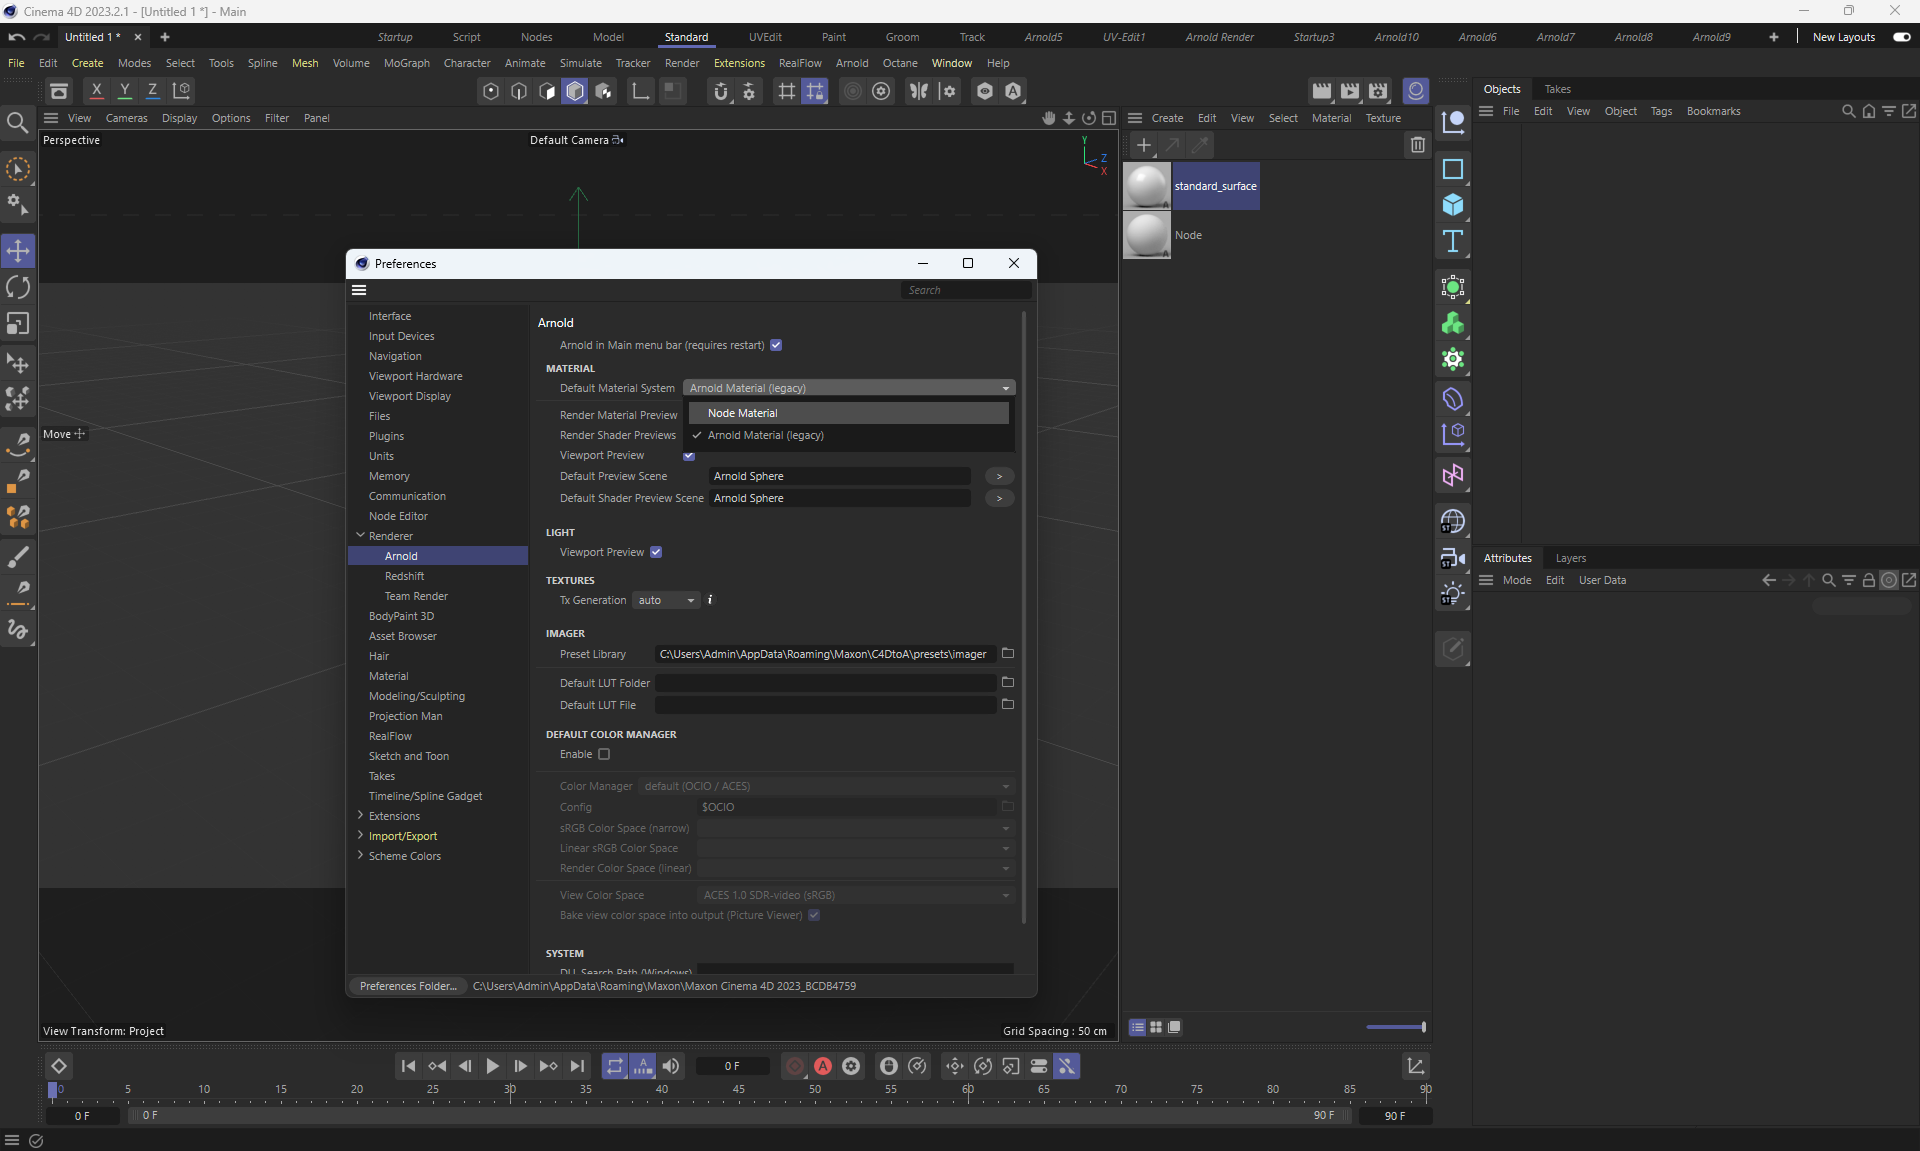 Cinema 4D 2023.2.1 - [Untitled 1 *] - Main
Untitled 1 *
Startup Script Nodes Model Standard UVEdit Paint Groom Track Arnold5 UV-Edit1 Arnold Render Startup3 Arnold10 Arnold6 Arnold7 Arnold8 Arnold9 New Layouts
File Edit Create Modes Select Tools Spline Mesh Volume MoGraph Character Animate Simulate Tracker Render Extensions RealFlow Arnold Octane Window Help
X Y Z
Objects Takes
View Cameras Display Options Filter Panel
Create Edit View Select Material Texture
File Edit View Object Tags Bookmarks
Perspective
Default Camera
Y
Z
X
standard_surface
Node
Move
Preferences
Search
Interface
Input Devices
Navigation
Viewport Hardware
Viewport Display
Files
Plugins
Units
Memory
Communication
Node Editor
Renderer
Arnold
Redshift
Team Render
BodyPaint 3D
Asset Browser
Hair
Material
Modeling/Sculpting
Projection Man
RealFlow
Sketch and Toon
Takes
Timeline/Spline Gadget
Extensions
Import/Export
Scheme Colors
Arnold
Arnold in Main menu bar (requires restart)
MATERIAL
Default Material System Arnold Material (legacy)
Node Material
Arnold Material (legacy)
Render Material Preview
Render Shader Previews
Viewport Preview
Default Preview Scene Arnold Sphere >
Default Shader Preview Scene Arnold Sphere >
LIGHT
Viewport Preview
TEXTURES
Tx Generation auto i
IMAGER
Preset Library C:\Users\Admin\AppData\Roaming\Maxon\C4DtoA\presets\imager
Default LUT Folder
Default LUT File
DEFAULT COLOR MANAGER
Enable
Color Manager default (OCIO / ACES)
Config $OCIO
sRGB Color Space (narrow)
Linear sRGB Color Space
Render Color Space (linear)
View Color Space ACES 1.0 SDR-video (sRGB)
Bake view color space into output (Picture Viewer)
SYSTEM
DLL Search Path (Windows)
Preferences Folder... C:\Users\Admin\AppData\Roaming\Maxon\Maxon Cinema 4D 2023_BCDB4759
Attributes Layers
Mode Edit User Data
ST
ST
ST
View Transform: Project
Grid Spacing : 50 cm
0 F
A
0 5 10 15 20 25 30 35 40 45 50 55 60 65 70 75 80 85 90
0 F 0 F 90 F 90 F